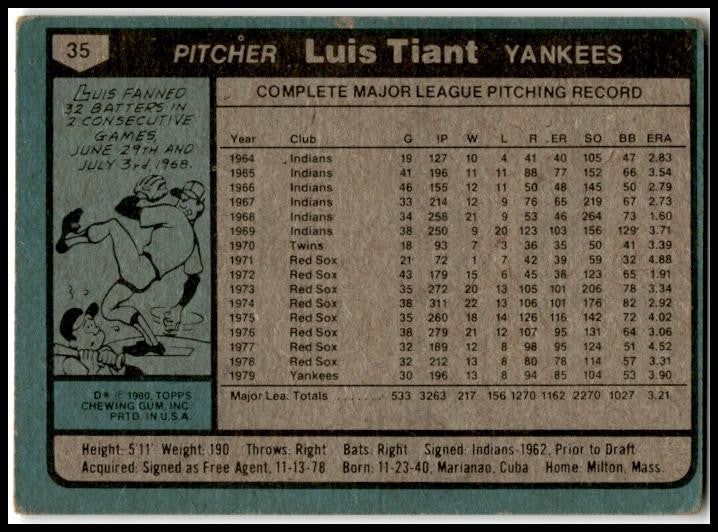 35
PITCHER Luis Tiant YANKEES
LUIS FANNED
32 BATTERS IN
2 CONSECUTIVE
GAMES,
JUNE 29TH AND
JULY 3rd, 1968.
COMPLETE MAJOR LEAGUE PITCHING RECORD
Year Club G IP W L R ER SO BB ERA
1964 Indians 19 127 10 4 41 40 105 47 2.83
1965 Indians 41 196 11 11 88 77 152 66 3.54
1966 Indians 46 155 12 11 50 48 145 50 2.79
1967 Indians 33 214 12 9 76 65 219 67 2.73
1968 Indians 34 258 21 9 53 46 264 73 1.60
1969 Indians 38 250 9 20 123 103 156 129 3.71
1970 Twins 18 93 7 3 36 35 50 41 3.39
1971 Red Sox 21 72 1 7 42 39 59 32 4.88
1972 Red Sox 43 179 15 6 45 38 123 65 1.91
1973 Red Sox 35 272 20 13 105 101 206 78 3.34
1974 Red Sox 38 311 22 13 106 101 176 82 2.92
1975 Red Sox 35 260 18 14 126 116 142 72 4.02
1976 Red Sox 38 279 21 12 107 95 131 64 3.06
1977 Red Sox 32 189 12 8 98 95 124 51 4.52
1978 Red Sox 32 212 13 8 80 78 114 57 3.31
1979 Yankees 30 196 13 8 94 85 104 53 3.90
Major Lea. Totals ........ 533 3263 217 156 1270 1162 2270 1027 3.21
D* © 1980, TOPPS
CHEWING GUM, INC.
PRTD. IN U.S.A.
Height: 5'11" Weight: 190 Throws: Right Bats: Right Signed: Indians-1962, Prior to Draft
Acquired: Signed as Free Agent, 11-13-78 Born: 11-23-40, Marianao, Cuba Home: Milton, Mass.